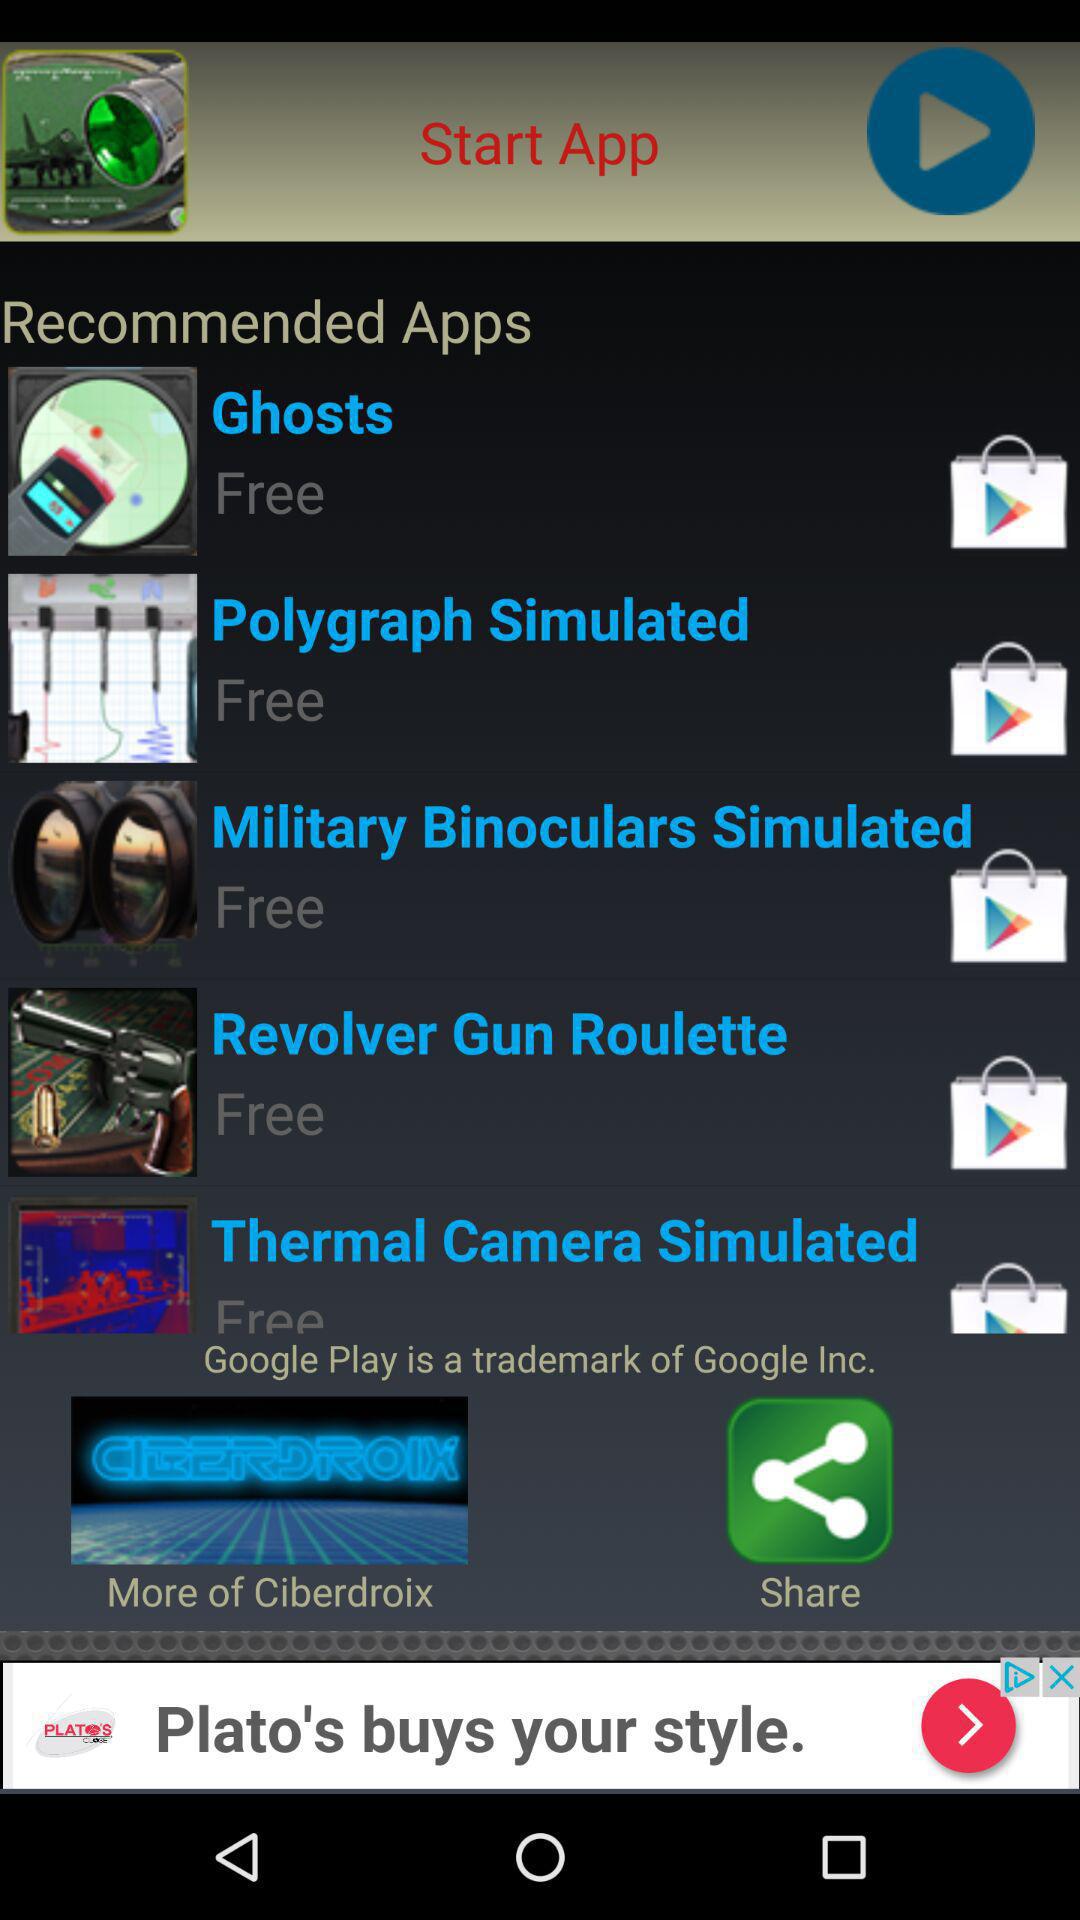 Start App
Recommended Apps
Ghosts
Free
Polygraph Simulated
Free
Military Binoculars Simulated
Free
Revolver Gun Roulette
Free
Thermal Camera Simulated
Free
Google Play is a trademark of Google Inc.
CIBERDROIX
More of Ciberdroix
Share
PLATO'S
CLOSET
Plato's buys your style.